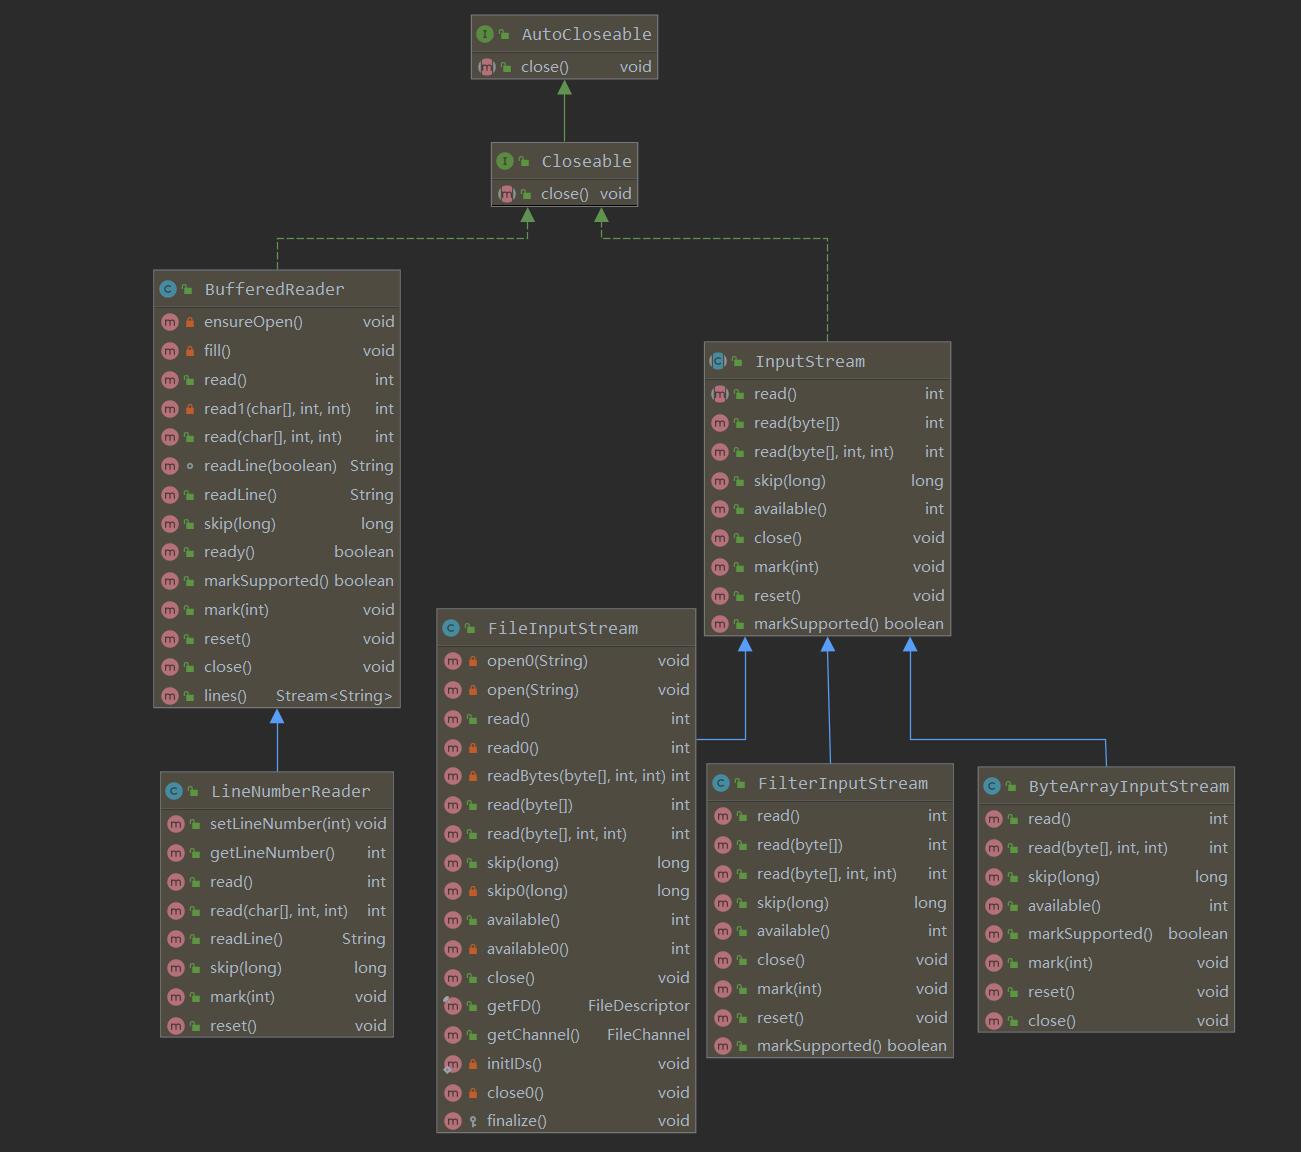 AutoCloseable
close() void
Closeable
close() void
BufferedReader
ensureOpen() void
fill() void
read() int
read1(char[], int, int) int
read(char[], int, int) int
readLine(boolean) String
readLine() String
skip(long) long
ready() boolean
markSupported() boolean
mark(int) void
reset() void
close() void
lines() Stream<String>
InputStream
read() int
read(byte[]) int
read(byte[], int, int) int
skip(long) long
available() int
close() void
mark(int) void
reset() void
markSupported() boolean
LineNumberReader
setLineNumber(int) void
getLineNumber() int
read() int
read(char[], int, int) int
readLine() String
skip(long) long
mark(int) void
reset() void
FileInputStream
open0(String) void
open(String) void
read() int
read0() int
readBytes(byte[], int, int) int
read(byte[]) int
read(byte[], int, int) int
skip(long) long
skip0(long) long
available() int
available0() int
close() void
getFD() FileDescriptor
getChannel() FileChannel
initIDs() void
close0() void
finalize() void
FilterInputStream
read() int
read(byte[]) int
read(byte[], int, int) int
skip(long) long
available() int
close() void
mark(int) void
reset() void
markSupported() boolean
ByteArrayInputStream
read() int
read(byte[], int, int) int
skip(long) long
available() int
markSupported() boolean
mark(int) void
reset() void
close() void